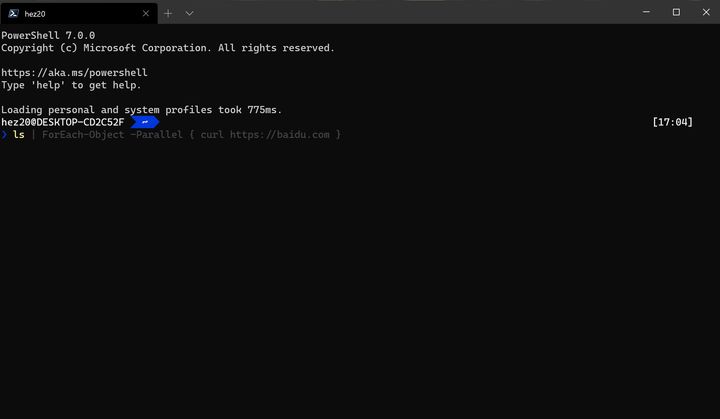 hez20
PowerShell 7.0.0
Copyright (c) Microsoft Corporation. All rights reserved.
https://aka.ms/powershell
Type 'help' to get help.
Loading personal and system profiles took 775ms.
hez200DESKTOP-CD2C52F ~ [17:04]
❯ ls | ForEach-Object -Parallel { curl https://baidu.com }